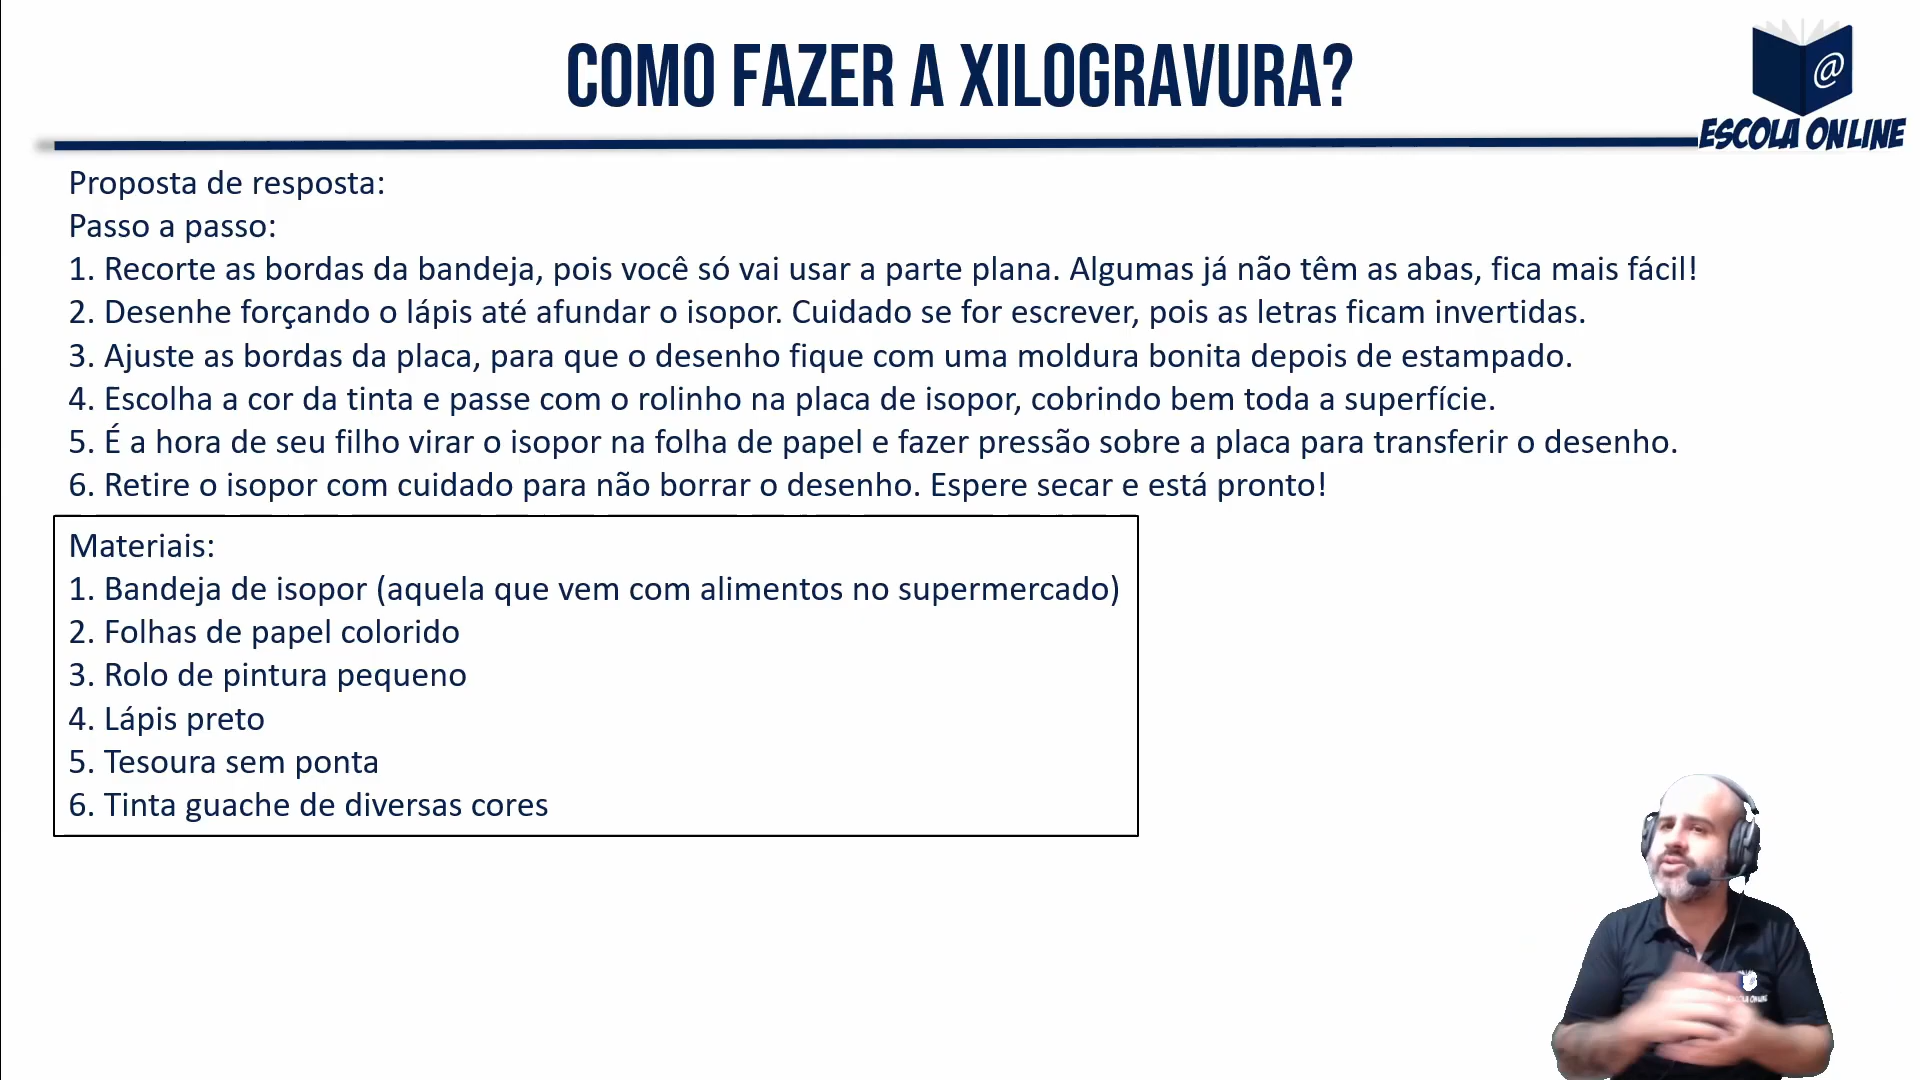 COMO FAZER A XILOGRAVURA?
@
ESCOLA ONLINE
Proposta de resposta:
Passo a passo:
1. Recorte as bordas da bandeja, pois você só vai usar a parte plana. Algumas já não têm as abas, fica mais fácil!
2. Desenhe forçando o lápis até afundar o isopor. Cuidado se for escrever, pois as letras ficam invertidas.
3. Ajuste as bordas da placa, para que o desenho fique com uma moldura bonita depois de estampado.
4. Escolha a cor da tinta e passe com o rolinho na placa de isopor, cobrindo bem toda a superfície.
5. É a hora de seu filho virar o isopor na folha de papel e fazer pressão sobre a placa para transferir o desenho.
6. Retire o isopor com cuidado para não borrar o desenho. Espere secar e está pronto!
Materiais:
1. Bandeja de isopor (aquela que vem com alimentos no supermercado)
2. Folhas de papel colorido
3. Rolo de pintura pequeno
4. Lápis preto
5. Tesoura sem ponta
6. Tinta guache de diversas cores